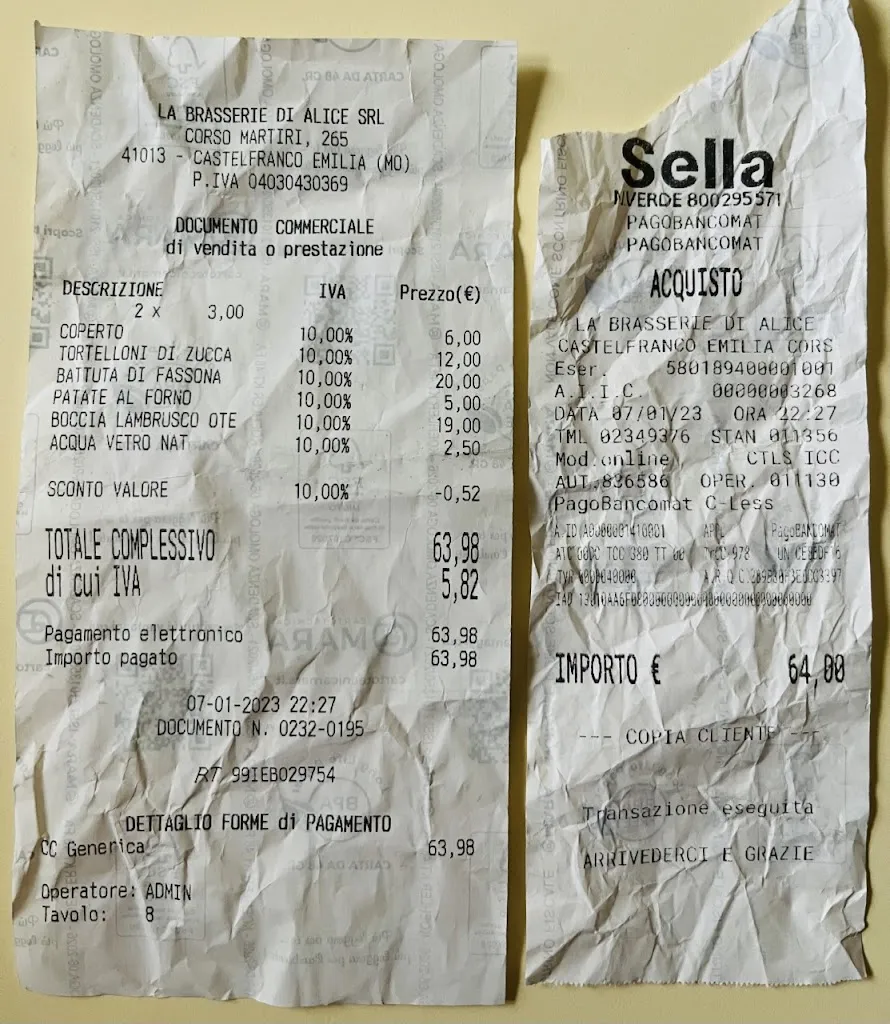 LA BRASSERIE DI ALICE SRL
CORSO MARTIRI, 265
41013 - CASTELFRANCO EMILIA (MO)
P.IVA 04030430369
DOCUMENTO COMMERCIALE
di vendita o prestazione
DESCRIZIONE IVA Prezzo(€)
2 x 3,00
COPERTO 10,00% 6,00
TORTELLONI DI ZUCCA 10,00% 12,00
BATTUTA DI FASSONA 10,00% 20,00
PATATE AL FORNO 10,00% 5,00
BOCCIA LAMBRUSCO OTE 10,00% 19,00
ACQUA VETRO NAT 10,00% 2,50
SCONTO VALORE 10,00% -0,52
TOTALE COMPLESSIVO 63,98
di cui IVA 5,82
Pagamento elettronico 63,98
Importo pagato 63,98
07-01-2023 22:27
DOCUMENTO N. 0232-0195
RT 99IEB029754
DETTAGLIO FORME di PAGAMENTO
CC Generica 63,98
Operatore: ADMIN
Tavolo: 8
Sella
N.VERDE 800295571
PAGOBANCOMAT
PAGOBANCOMAT
ACQUISTO
LA BRASSERIE DI ALICE
CASTELFRANCO EMILIA CORS
Eser. 580189400001001
A.I.I.C. 00000003268
DATA 07/01/23 ORA 22:27
TML 02349376 STAN 011356
Mod.online CTLS ICC
AUT.836586 OPER. 011130
PagoBancomat C-Less
A.ID A0000001410001 APPL PagoBANCOMAT
IMPORTO € 64,00
--- COPIA CLIENTE ---
Transazione eseguita
ARRIVEDERCI E GRAZIE